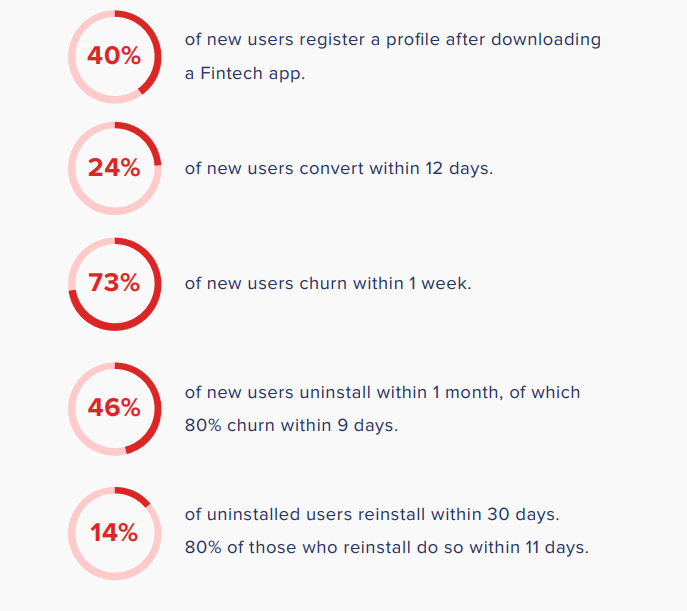 40%
of new users register a profile after downloading
a Fintech app.
24%
of new users convert within 12 days.
73%
of new users churn within 1 week.
46%
of new users uninstall within 1 month, of which
80% churn within 9 days.
14%
of uninstalled users reinstall within 30 days.
80% of those who reinstall do so within 11 days.